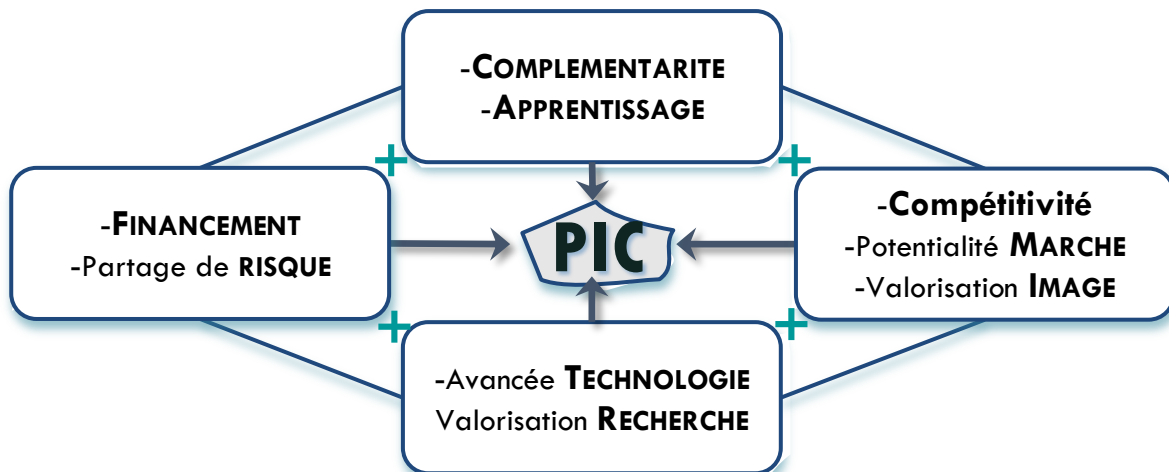 -COMPLEMENTARITE
-APPRENTISSAGE
+
+
-FINANCEMENT
-Partage de RISQUE
PIC
-Compétitivité
-Potentialité MARCHE
-Valorisation IMAGE
+
+
-Avancée TECHNOLOGIE
Valorisation RECHERCHE